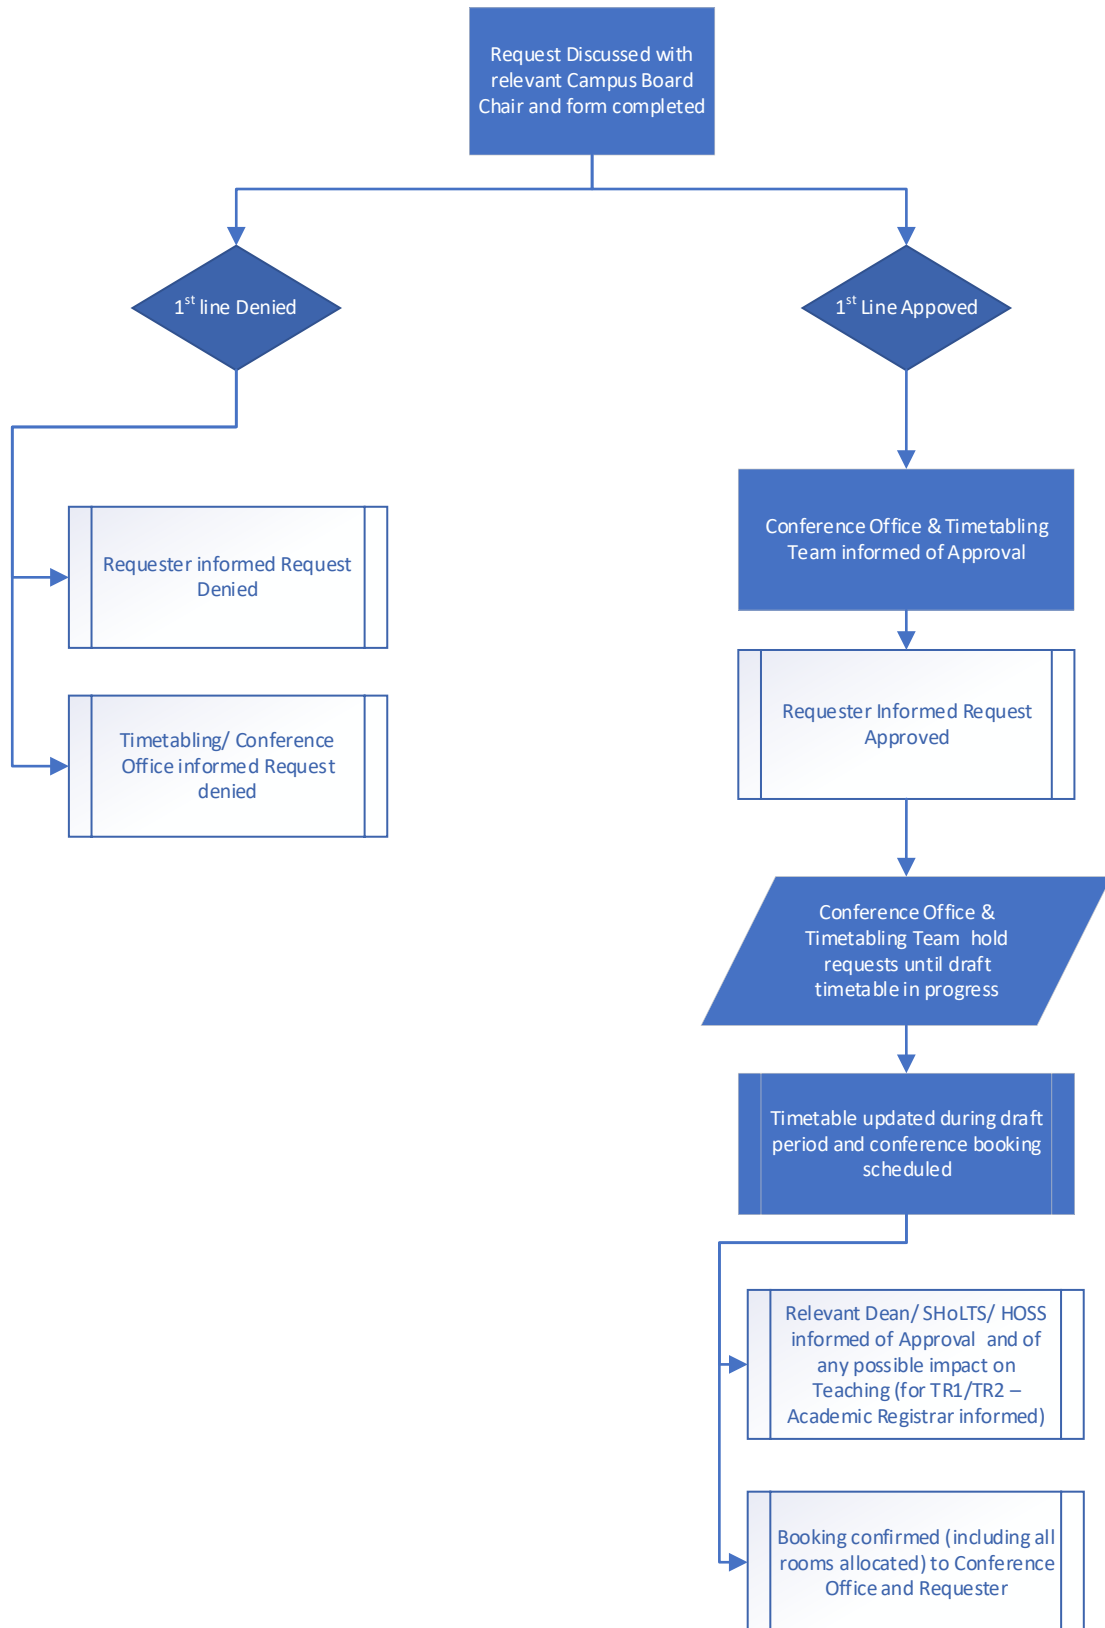 Request Discussed with
relevant Campus Board
Chair and form completed
1st line Denied
1st Line Appoved
Requester informed Request
Denied
Timetabling/ Conference
Office informed Request
denied
Conference Office & Timetabling
Team informed of Approval
Requester Informed Request
Approved
Conference Office &
Timetabling Team hold
requests until draft
timetable in progress
Timetable updated during draft
period and conference booking
scheduled
Relevant Dean/ SHoLTS/ HOSS
informed of Approval and of
any possible impact on
Teaching (for TR1/TR2 –
Academic Registrar informed)
Booking confirmed (including all
rooms allocated) to Conference
Office and Requester